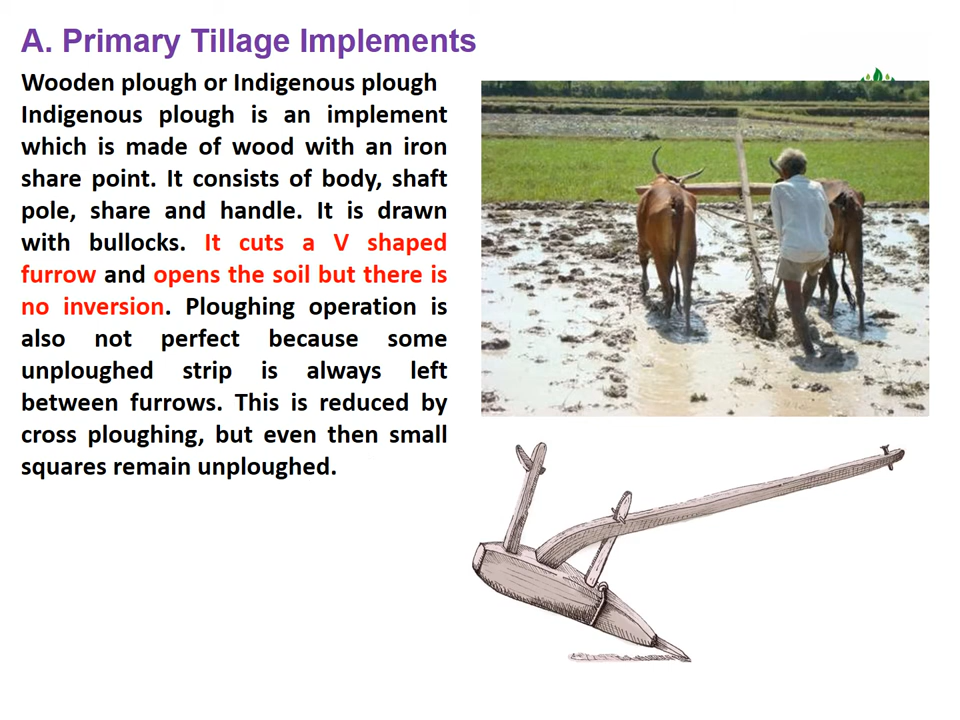 A. Primary Tillage Implements
Wooden plough or Indigenous plough
Indigenous plough is an implement
which is made of wood with an iron
share point. It consists of body, shaft
pole, share and handle. It is drawn
with bullocks. It cuts a V shaped
furrow and opens the soil but there is
no inversion. Ploughing operation is
also not perfect because some
unploughed strip is always left
between furrows. This is reduced by
cross ploughing, but even then small
squares remain unploughed.